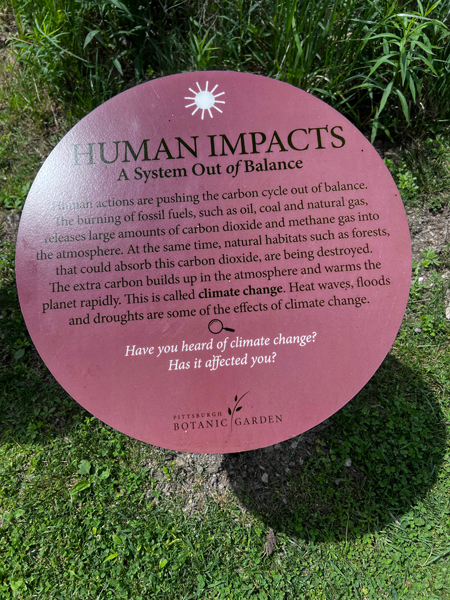 HUMAN IMPACTS
A System Out of Balance
Human actions are pushing the carbon cycle out of balance.
The burning of fossil fuels, such as oil, coal and natural gas,
releases large amounts of carbon dioxide and methane gas into
the atmosphere. At the same time, natural habitats such as forests,
that could absorb this carbon dioxide, are being destroyed.
The extra carbon builds up in the atmosphere and warms the
planet rapidly. This is called climate change. Heat waves, floods
and droughts are some of the effects of climate change.
Have you heard of climate change?
Has it affected you?
PITTSBURGH
BOTANIC GARDEN